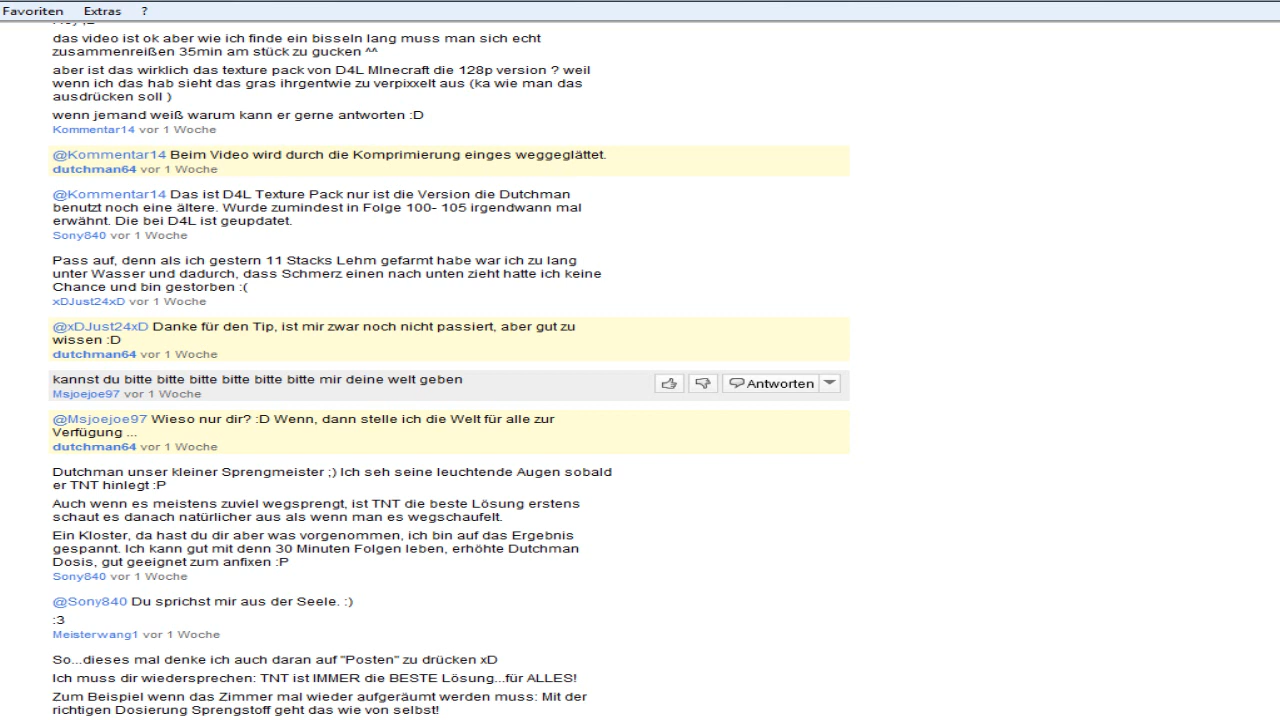 Favoriten Extras ?
das video ist ok aber wie ich finde ein bisseln lang muss man sich echt
zusammenreißen 35min am stück zu gucken ^^
aber ist das wirklich das texture pack von D4L MInecraft die 128p version ? weil
wenn ich das hab sieht das gras ihrgentwie zu verpixxelt aus (ka wie man das
ausdrücken soll )
wenn jemand weiß warum kann er gerne antworten :D
Kommentar14 vor 1 Woche
@Kommentar14 Beim Video wird durch die Komprimierung einges weggeglättet.
dutchman64 vor 1 Woche
@Kommentar14 Das ist D4L Texture Pack nur ist die Version die Dutchman
benutzt noch eine ältere. Wurde zumindest in Folge 100- 105 irgendwann mal
erwähnt. Die bei D4L ist geupdatet.
Sony840 vor 1 Woche
Pass auf, denn als ich gestern 11 Stacks Lehm gefarmt habe war ich zu lang
unter Wasser und dadurch, dass Schmerz einen nach unten zieht hatte ich keine
Chance und bin gestorben :(
xDJust24xD vor 1 Woche
@xDJust24xD Danke für den Tip, ist mir zwar noch nicht passiert, aber gut zu
wissen :D
dutchman64 vor 1 Woche
kannst du bitte bitte bitte bitte bitte bitte mir deine welt geben
Antworten
Msjoejoe97 vor 1 Woche
@Msjoejoe97 Wieso nur dir? :D Wenn, dann stelle ich die Welt für alle zur
Verfügung ...
dutchman64 vor 1 Woche
Dutchman unser kleiner Sprengmeister ;) Ich seh seine leuchtende Augen sobald
er TNT hinlegt :P
Auch wenn es meistens zuviel wegsprengt, ist TNT die beste Lösung erstens
schaut es danach natürlicher aus als wenn man es wegschaufelt.
Ein Kloster, da hast du dir aber was vorgenommen, ich bin auf das Ergebnis
gespannt. Ich kann gut mit denn 30 Minuten Folgen leben, erhöhte Dutchman
Dosis, gut geeignet zum anfixen :P
Sony840 vor 1 Woche
@Sony840 Du sprichst mir aus der Seele. :)
:3
Meisterwang1 vor 1 Woche
So...dieses mal denke ich auch daran auf "Posten" zu drücken xD
Ich muss dir wiedersprechen: TNT ist IMMER die BESTE Lösung...für ALLES!
Zum Beispiel wenn das Zimmer mal wieder aufgeräumt werden muss: Mit der
richtigen Dosierung Sprengstoff geht das wie von selbst!